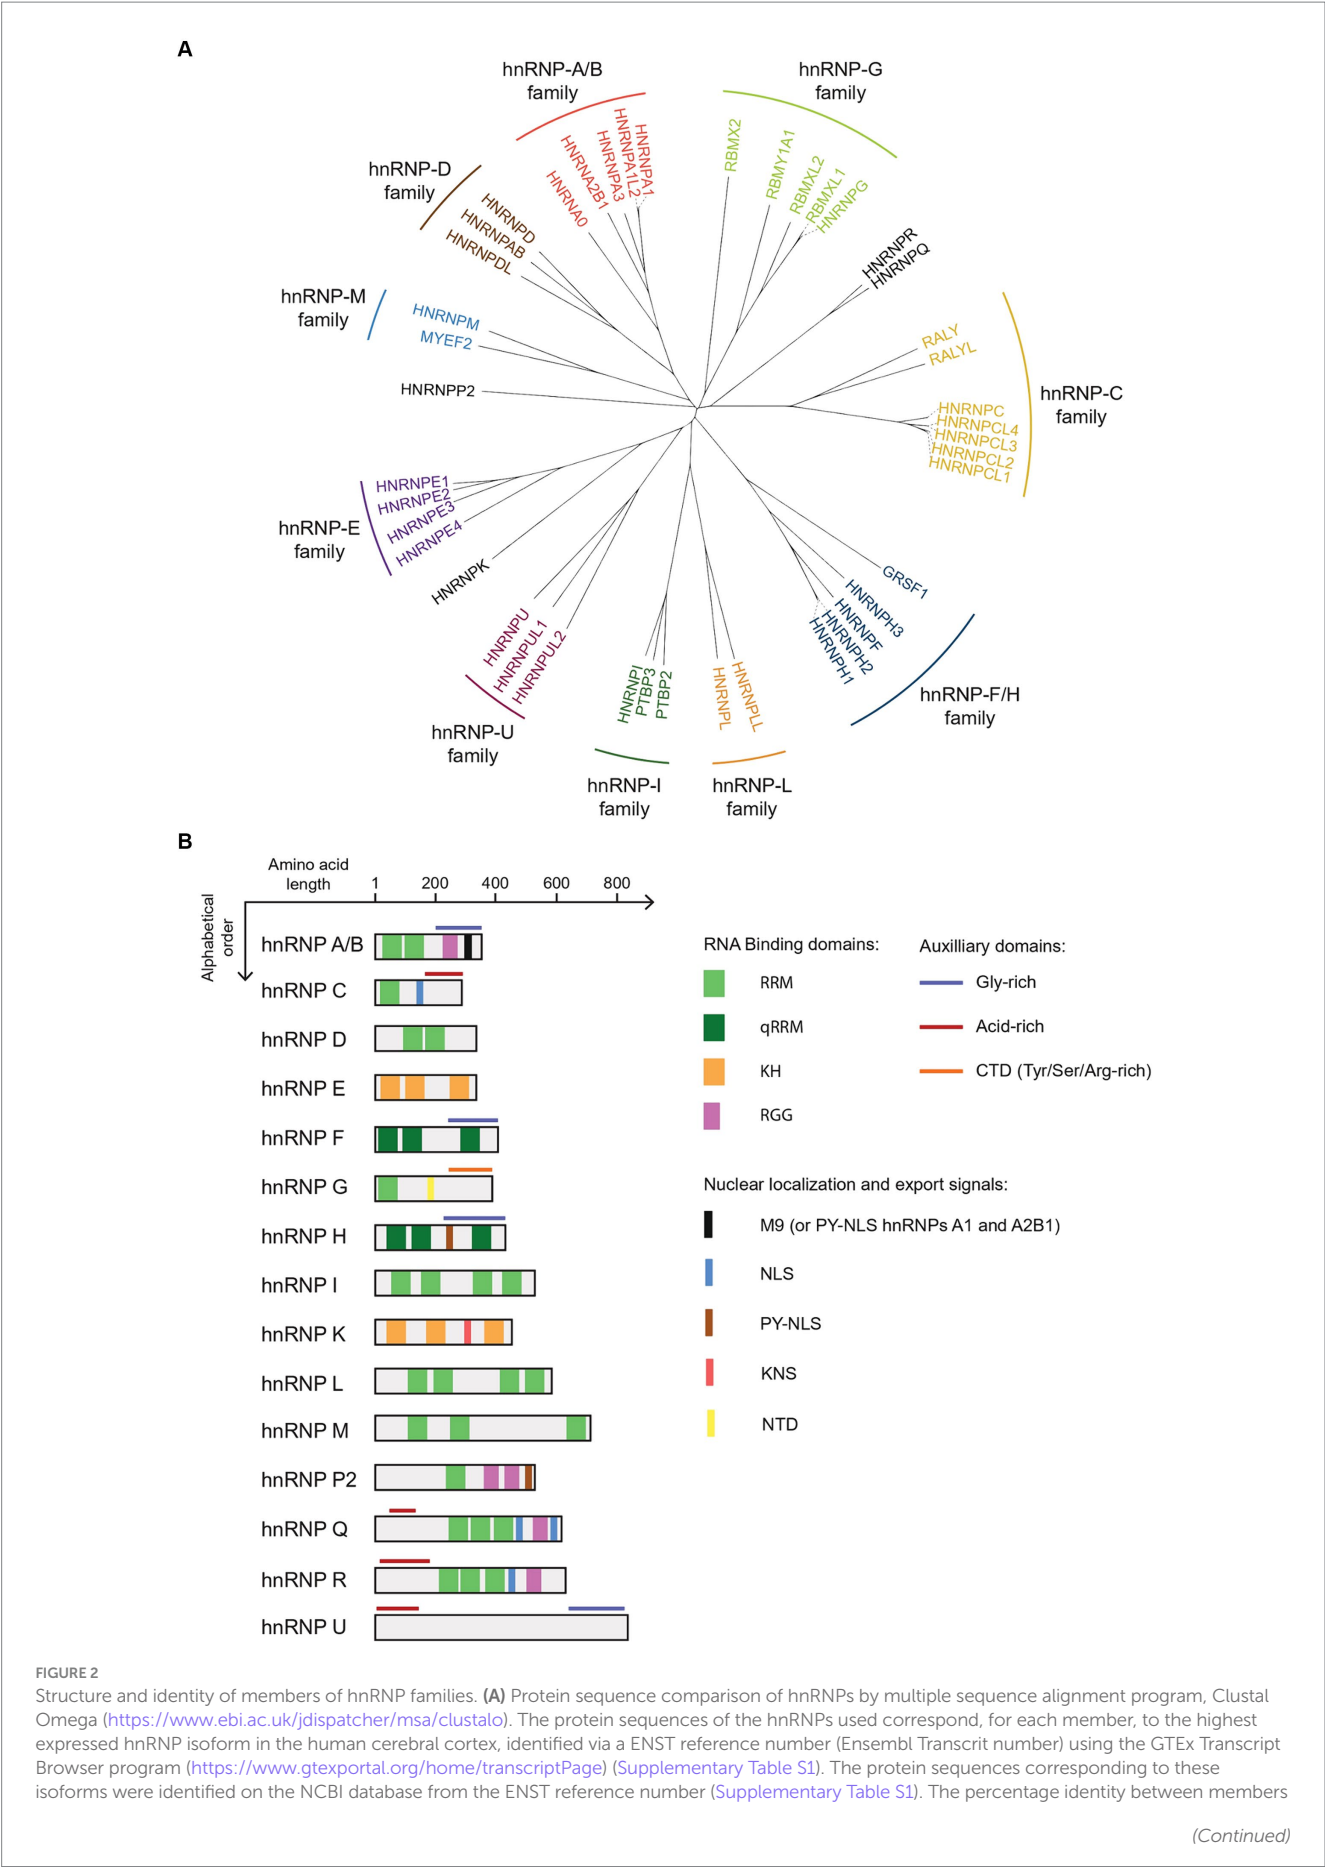 A
hnRNP-A/B
family
hnRNP-G
family
hnRNP-D
family
HNRNPD
HNRNPAB
HNRNPDL
HNRNA0
HNRNA2B1
HNRNPA3
HNRNPA1L2
HNRNPA1
RBMX2
RBMY1A1
RBMXL2
RBMXL1
HNRNPG
HNRNPR
HNRNPQ
hnRNP-M
family
HNRNPM
MYEF2
HNRNPP2
RALY
RALYL
hnRNP-C
family
HNRNPC
HNRNPCL4
HNRNPCL3
HNRNPCL2
HNRNPCL1
hnRNP-E
family
HNRNPE1
HNRNPE2
HNRNPE3
HNRNPE4
HNRNPK
HNRNPU
HNRNPUL1
HNRNPUL2
hnRNP-U
family
HNRNPI
PTBP3
PTBP2
hnRNP-I
family
HNRNPL
HNRNPLL
hnRNP-L
family
GRSF1
HNRNPH3
HNRNPF
HNRNPH2
HNRNPH1
hnRNP-F/H
family
B
Amino acid
length
1 200 400 600 800
Alphabetical
order
hnRNP A/B
hnRNP C
hnRNP D
hnRNP E
hnRNP F
hnRNP G
hnRNP H
hnRNP I
hnRNP K
hnRNP L
hnRNP M
hnRNP P2
hnRNP Q
hnRNP R
hnRNP U
RNA Binding domains:
RRM
qRRM
KH
RGG
Auxilliary domains:
Gly-rich
Acid-rich
CTD (Tyr/Ser/Arg-rich)
Nuclear localization and export signals:
M9 (or PY-NLS hnRNPs A1 and A2B1)
NLS
PY-NLS
KNS
NTD
FIGURE 2
Structure and identity of members of hnRNP families. (A) Protein sequence comparison of hnRNPs by multiple sequence alignment program, Clustal
Omega (https://www.ebi.ac.uk/jdispatcher/msa/clustalo). The protein sequences of the hnRNPs used correspond, for each member, to the highest
expressed hnRNP isoform in the human cerebral cortex, identified via a ENST reference number (Ensembl Transcrit number) using the GTEx Transcript
Browser program (https://www.gtexportal.org/home/transcriptPage) (Supplementary Table S1). The protein sequences corresponding to these
isoforms were identified on the NCBI database from the ENST reference number (Supplementary Table S1). The percentage identity between members
(Continued)